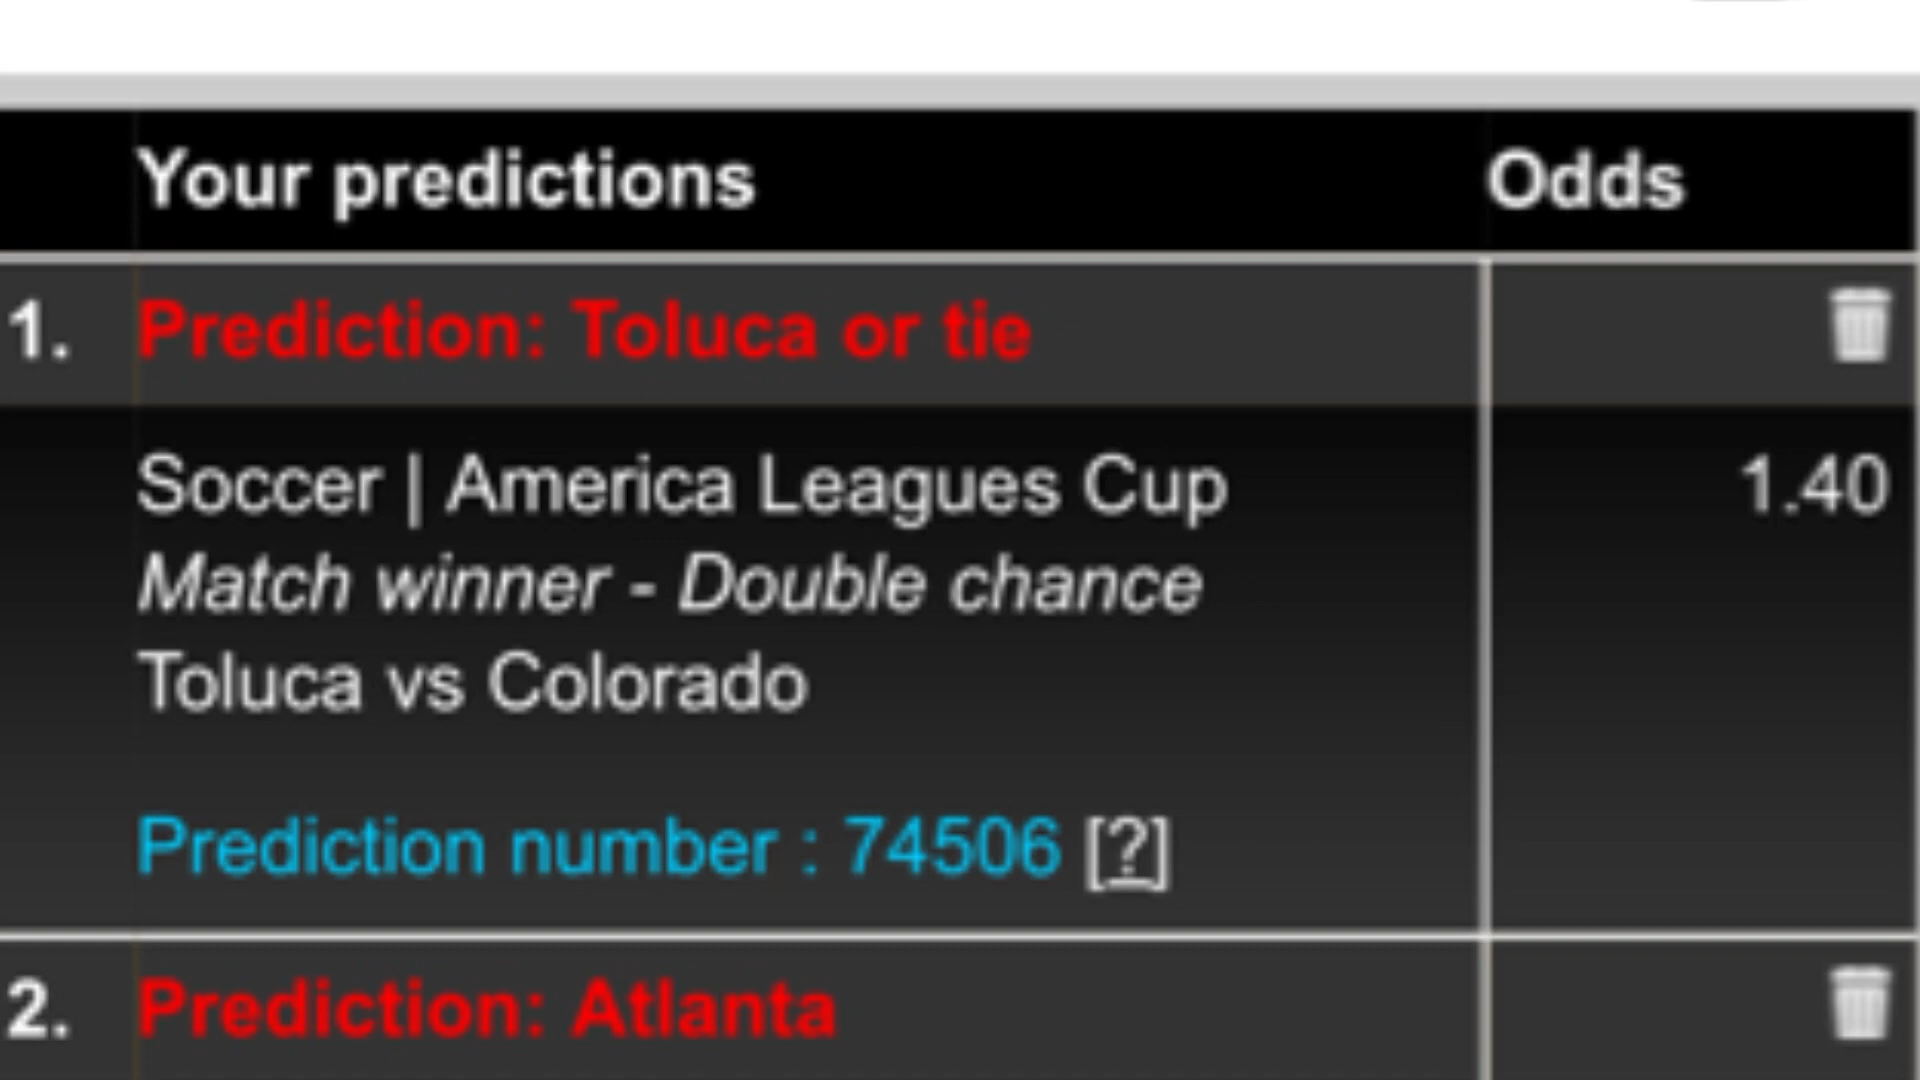 Your predictions Odds
1. Prediction: Toluca or tie
Soccer | America Leagues Cup 1.40
Match winner - Double chance
Toluca vs Colorado
Prediction number : 74506 [?]
2. Prediction: Atlanta